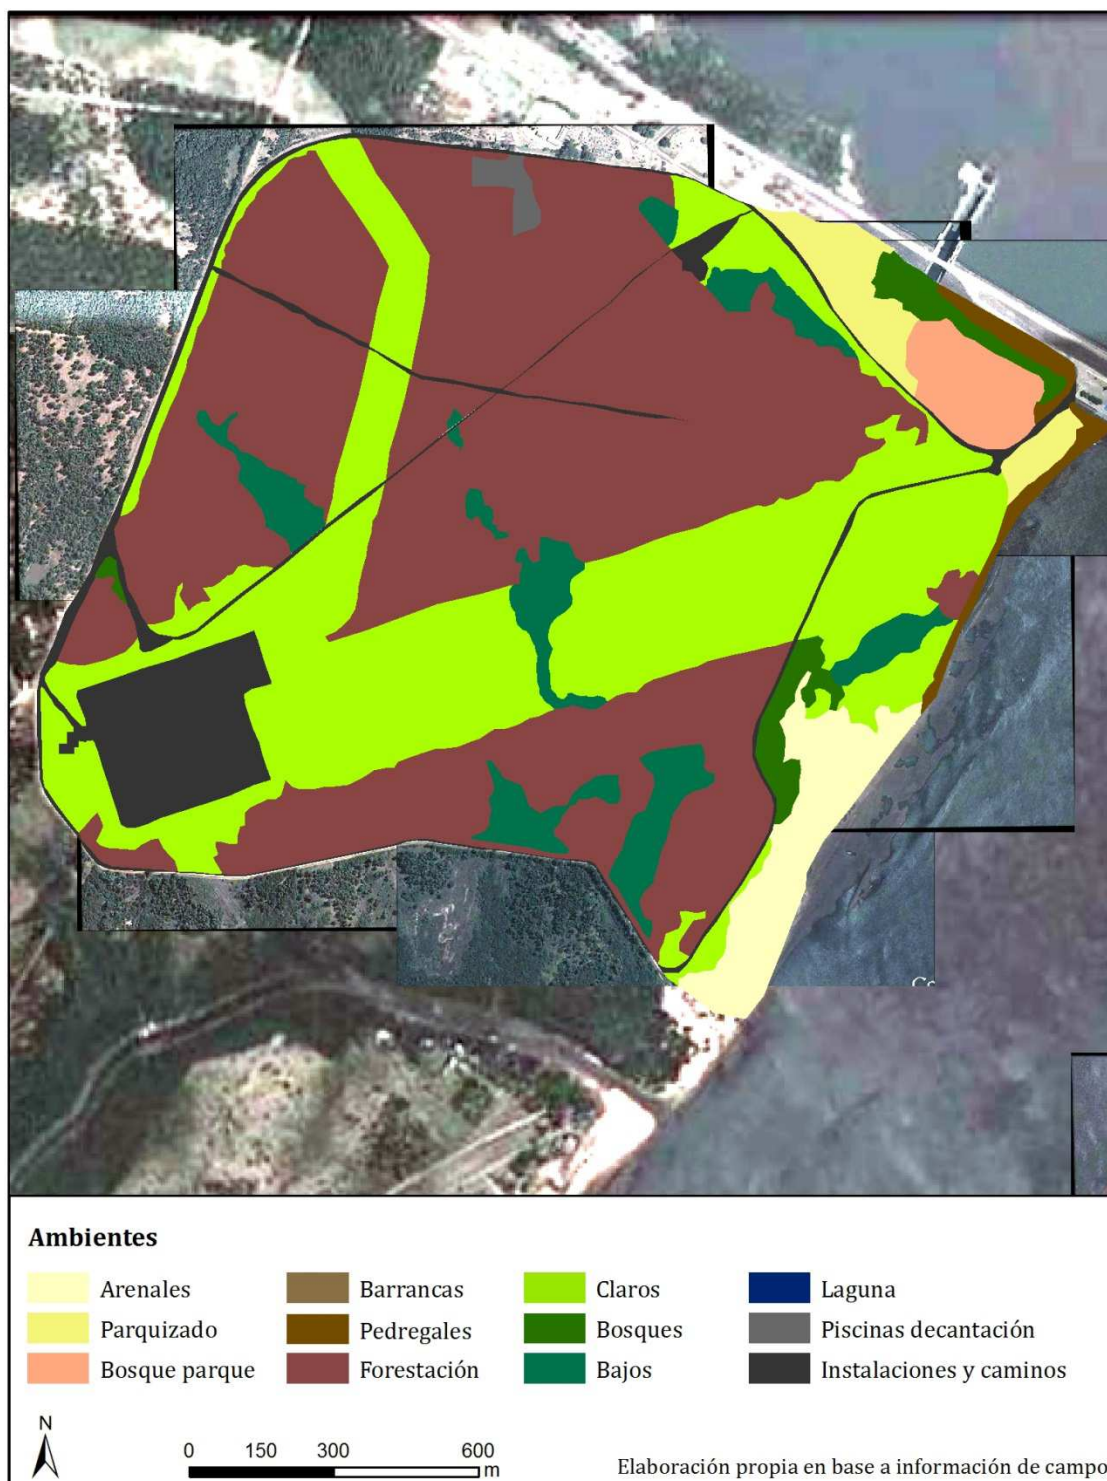 Ambientes
Arenales Barrancas Claros Laguna
Parquizado Pedregales Bosques Piscinas decantación
Bosque parque Forestación Bajos Instalaciones y caminos
N
0 150 300 600
m
Elaboración propia en base a información de campo